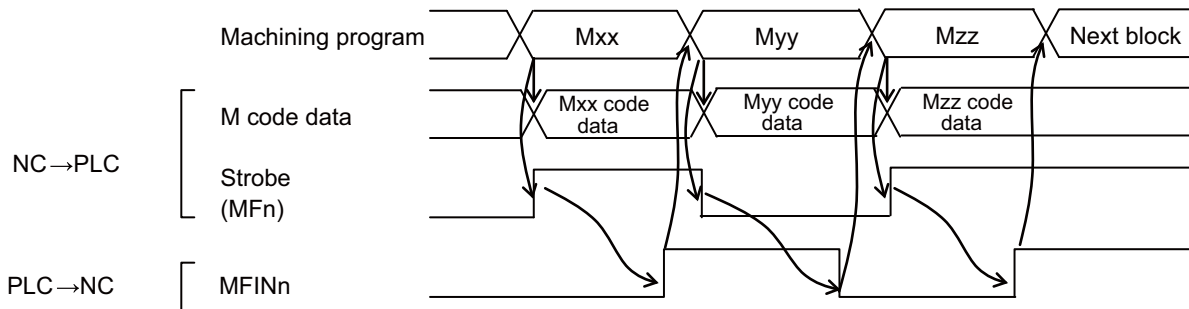 Machining program Mxx Myy Mzz Next block
M code data Mxx code data Myy code data Mzz code data
NC→PLC
Strobe (MFn)
PLC→NC MFINn